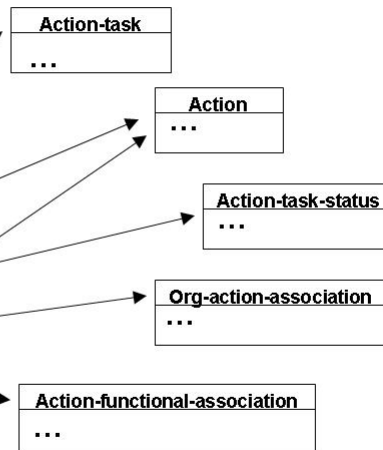 Action-task
...
Action
...
Action-task-status
...
Org-action-association
...
Action-functional-association
...